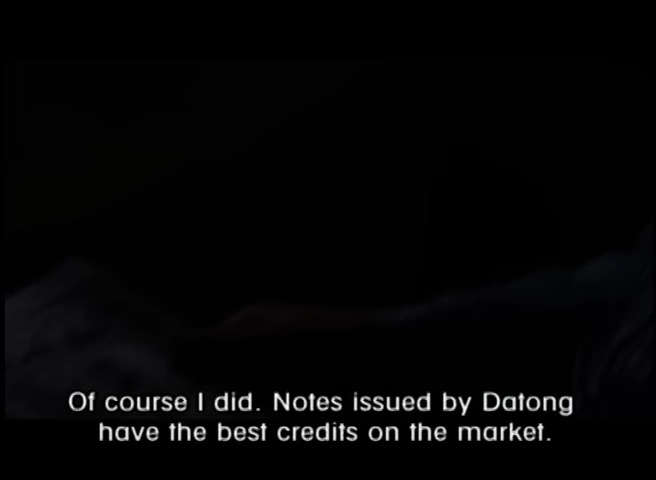 Of course I did. Notes issued by Datong
have the best credits on the market.